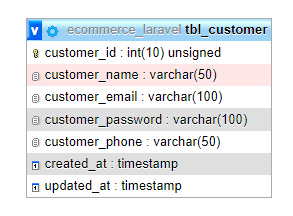 v ecommerce_laravel tbl_customer
customer_id : int(10) unsigned
customer_name : varchar(50)
customer_email : varchar(100)
customer_password : varchar(100)
customer_phone : varchar(50)
created_at : timestamp
updated_at : timestamp